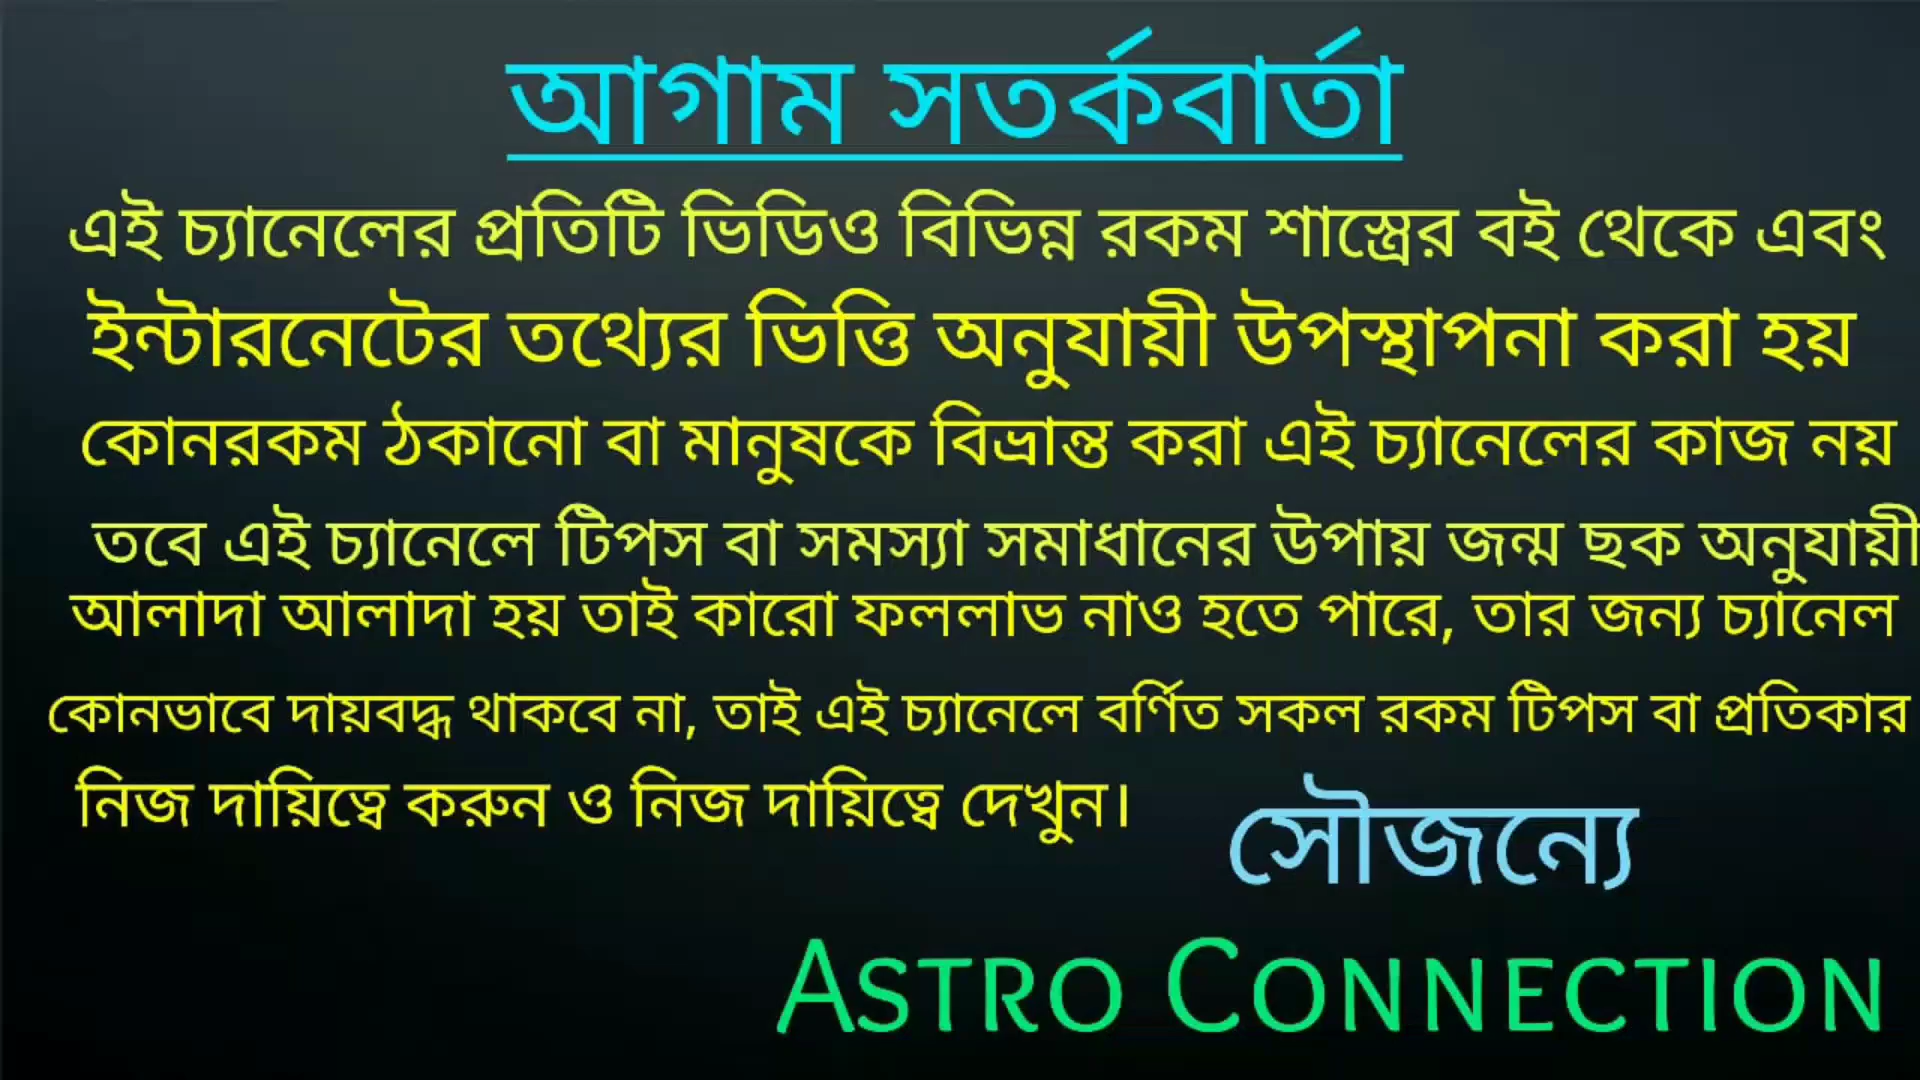 আগাম সতর্কবার্তা
এই চ্যানেলের প্রতিটি ভিডিও বিভিন্ন রকম শাস্ত্রের বই থেকে এবং
ইন্টারনেটের তথ্যের ভিত্তি অনুযায়ী উপস্থাপনা করা হয়
কোনরকম ঠকানো বা মানুষকে বিভ্রান্ত করা এই চ্যানেলের কাজ নয়
তবে এই চ্যানেলে টিপস বা সমস্যা সমাধানের উপায় জন্ম ছক অনুযায়ী
আলাদা আলাদা হয় তাই কারো ফললাভ নাও হতে পারে, তার জন্য চ্যানেল
কোনভাবে দায়বদ্ধ থাকবে না, তাই এই চ্যানেলে বর্ণিত সকল রকম টিপস বা প্রতিকার
নিজ দায়িত্বে করুন ও নিজ দায়িত্বে দেখুন।
সৌজন্যে
ASTRO CONNECTION